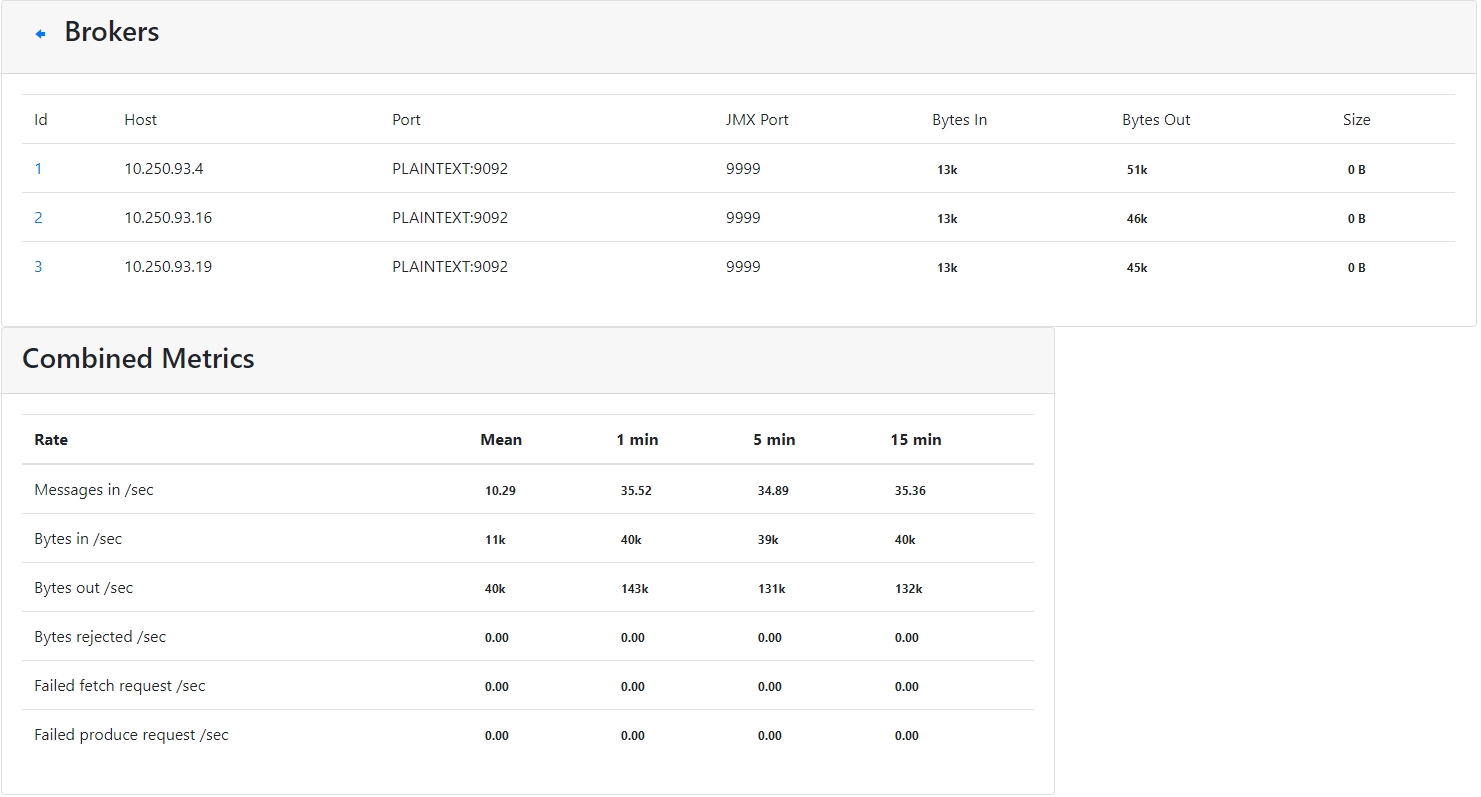 Brokers
Id Host Port JMX Port Bytes In Bytes Out Size
1 10.250.93.4 PLAINTEXT:9092 9999 13k 51k 0 B
2 10.250.93.16 PLAINTEXT:9092 9999 13k 46k 0 B
3 10.250.93.19 PLAINTEXT:9092 9999 13k 45k 0 B
Combined Metrics
Rate Mean 1 min 5 min 15 min
Messages in /sec 10.29 35.52 34.89 35.36
Bytes in /sec 11k 40k 39k 40k
Bytes out /sec 40k 143k 131k 132k
Bytes rejected /sec 0.00 0.00 0.00 0.00
Failed fetch request /sec 0.00 0.00 0.00 0.00
Failed produce request /sec 0.00 0.00 0.00 0.00